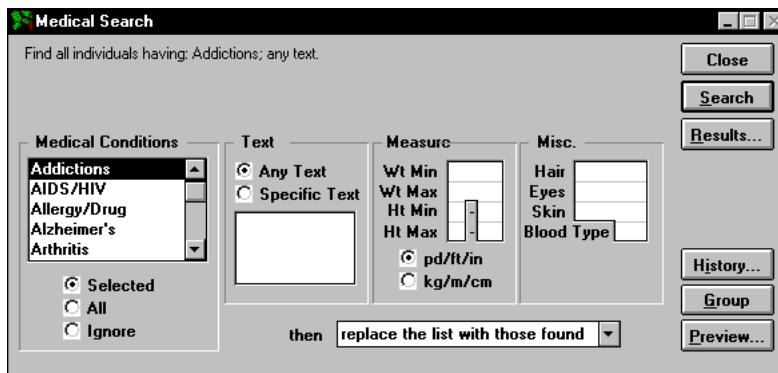 Medical Search
Find all individuals having: Addictions; any text.
Close
Search
Results...
Medical Conditions
Addictions
AIDS/HIV
Allergy/Drug
Alzheimer's
Arthritis
Selected
All
Ignore
Text
Any Text
Specific Text
Measure
Wt Min
Wt Max
Ht Min
-
Ht Max
-
pd/ft/in
kg/m/cm
Misc.
Hair
Eyes
Skin
Blood Type
History...
Group
Preview...
then replace the list with those found